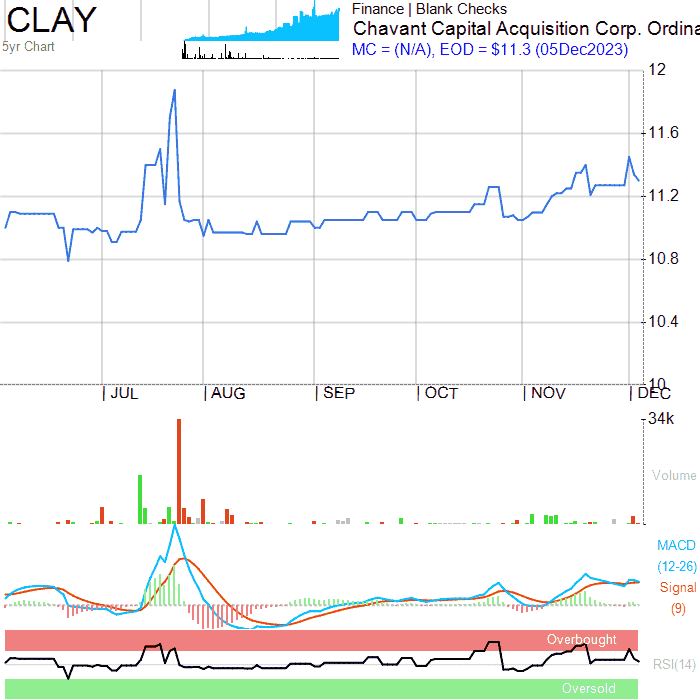 CLAY
5yr Chart
Finance | Blank Checks
Chavant Capital Acquisition Corp. Ordina
MC = (N/A), EOD = $11.3 (05Dec2023)
12
11.6
11.2
10.8
10.4
10
| JUL | AUG | SEP | OCT | NOV | DEC
34k
Volume
MACD
(12-26)
Signal
(9)
Overbought
RSI(14)
Oversold